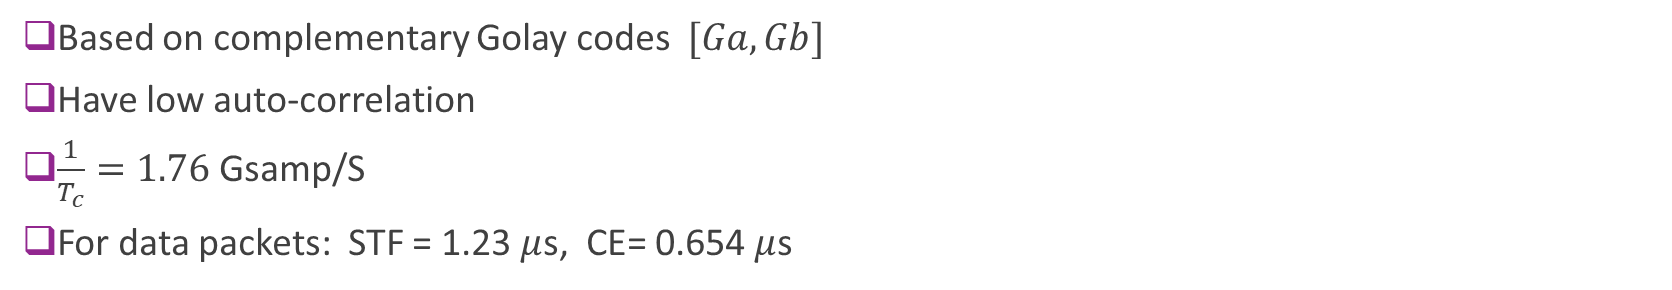 ❑Based on complementary Golay codes [𝐺𝑎, 𝐺𝑏]
❑Have low auto-correlation
❑1/T_c = 1.76 Gsamp/S
❑For data packets: STF = 1.23 𝜇s, CE= 0.654 𝜇s